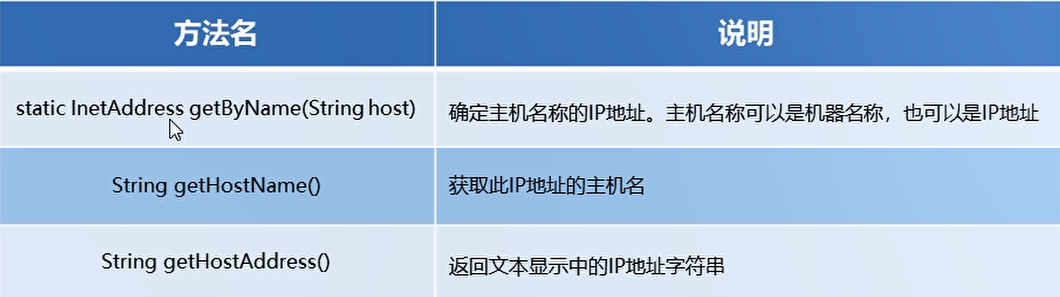 方法名
说明
static InetAddress getByName(String host)
确定主机名称的IP地址。主机名称可以是机器名称，也可以是IP地址
String getHostName()
获取此IP地址的主机名
String getHostAddress()
返回文本显示中的IP地址字符串